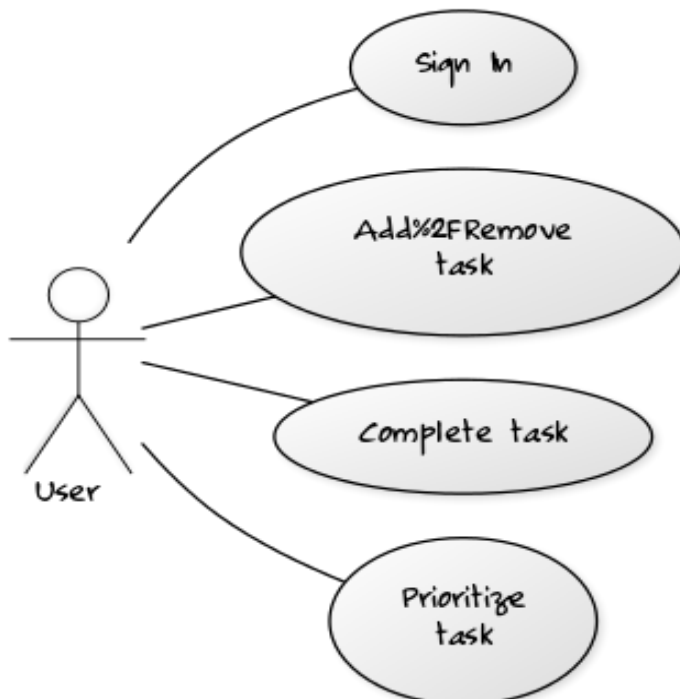 Sign In
Add%2FRemove
task
Complete task
User
Prioritize
task